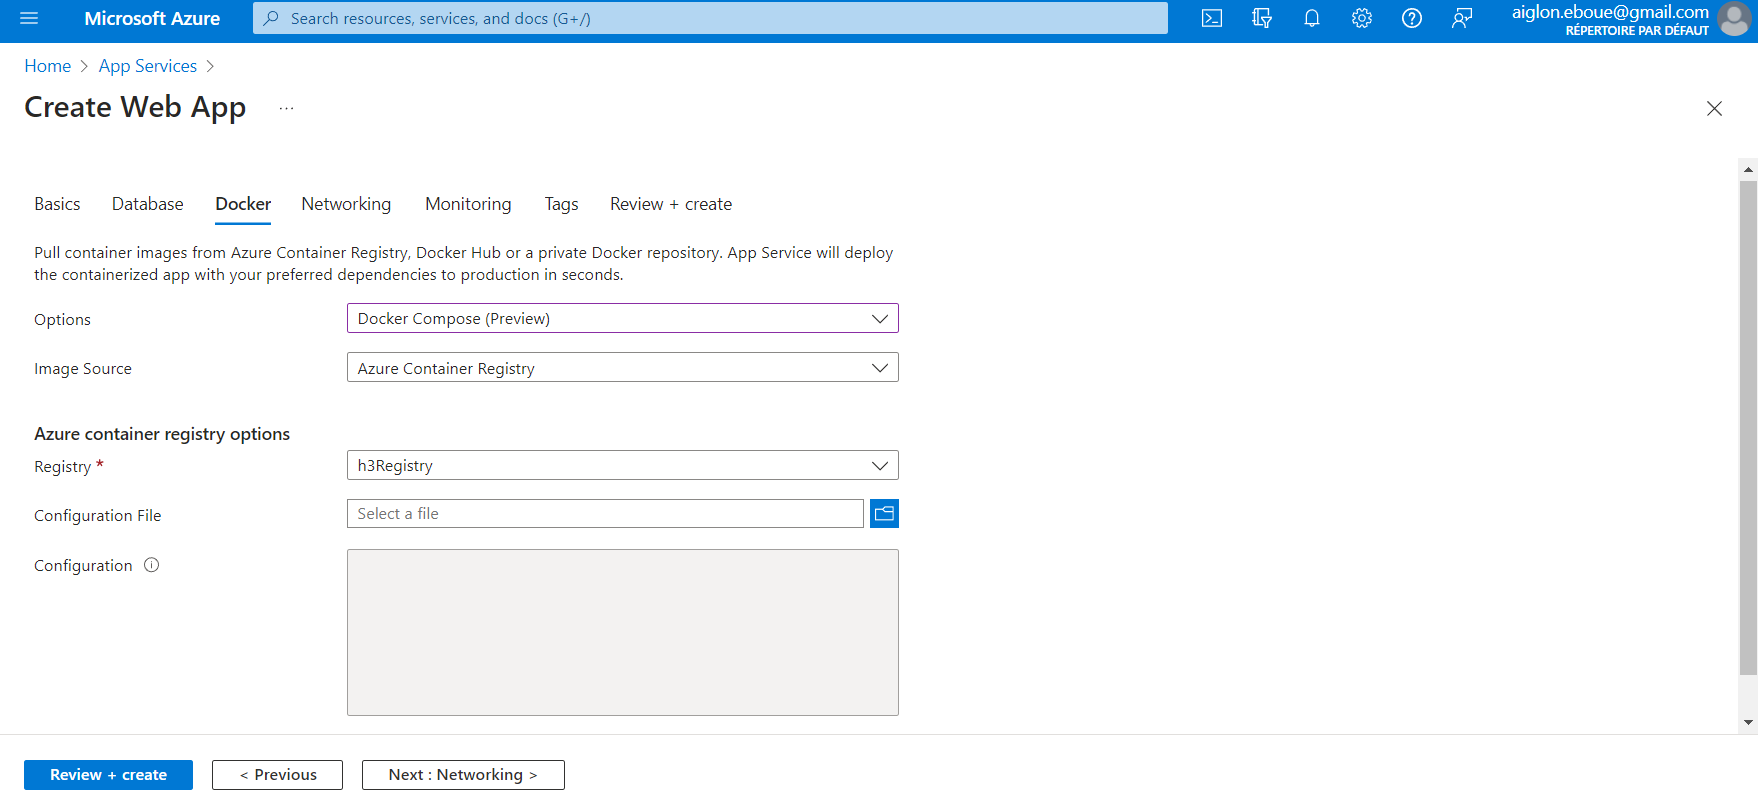 Microsoft Azure
Search resources, services, and docs (G+/)
aiglon.eboue@gmail.com
RÉPERTOIRE PAR DÉFAUT
Home > App Services >
Create Web App ...
Basics Database Docker Networking Monitoring Tags Review + create
Pull container images from Azure Container Registry, Docker Hub or a private Docker repository. App Service will deploy
the containerized app with your preferred dependencies to production in seconds.
Options
Docker Compose (Preview)
Image Source
Azure Container Registry
Azure container registry options
Registry *
h3Registry
Configuration File
Select a file
Configuration
Review + create
< Previous
Next : Networking >